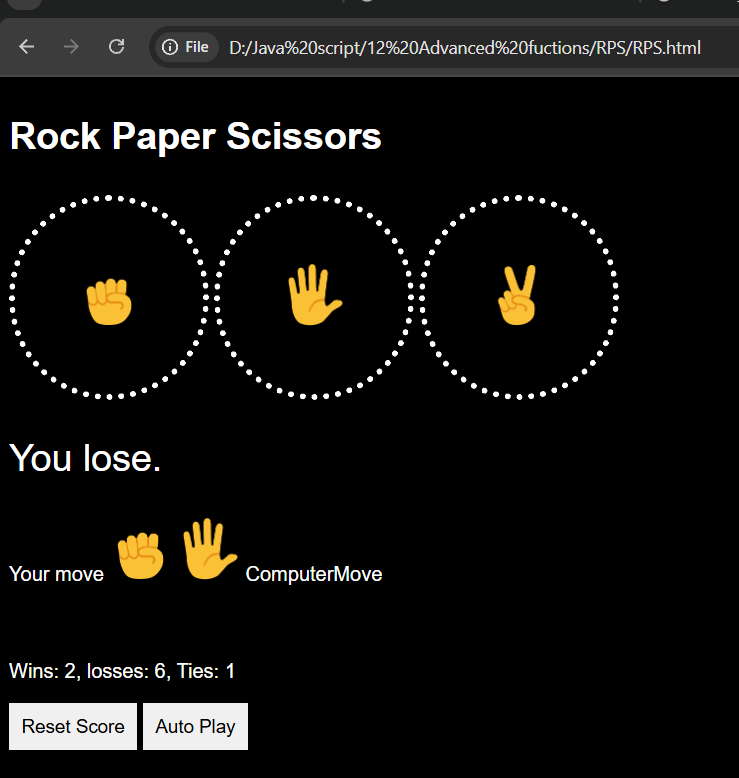 File D:/Java%20script/12%20Advanced%20fuctions/RPS/RPS.html
Rock Paper Scissors
You lose.
Your move ComputerMove
Wins: 2, losses: 6, Ties: 1
Reset Score Auto Play